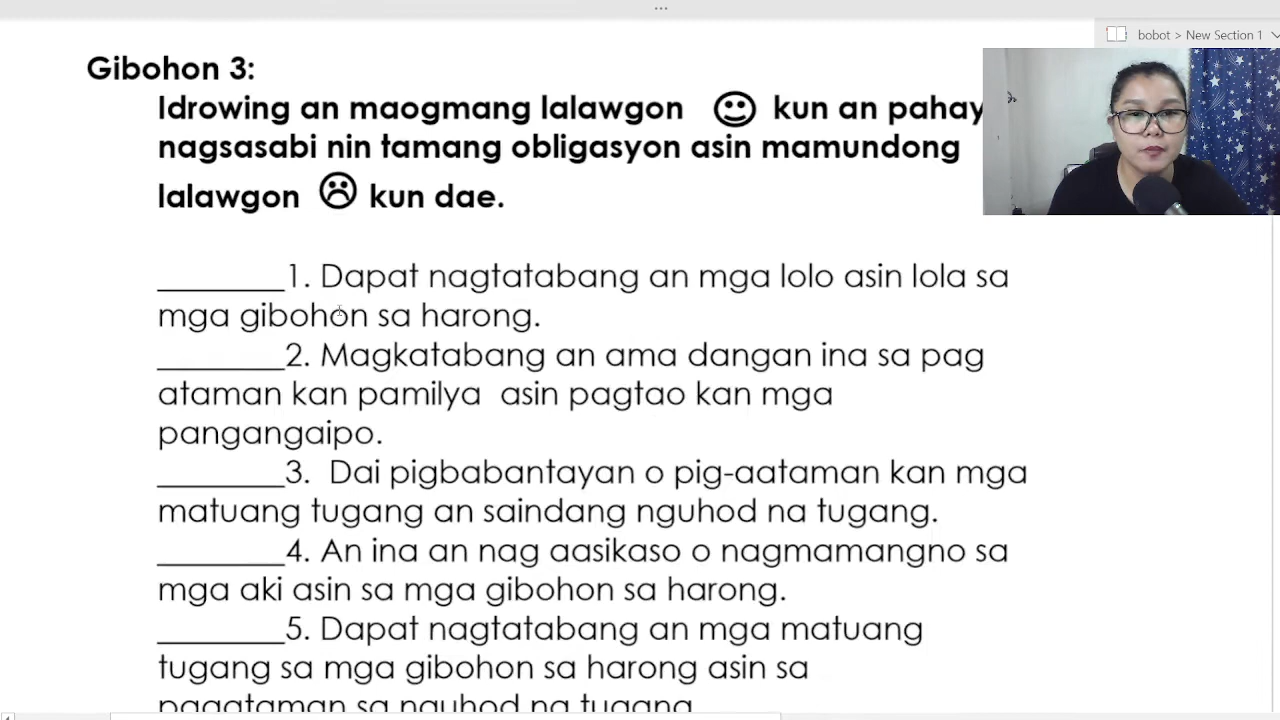 bobot > New Section 1
Gibohon 3:
Idrowing an maogmang lalawgon kun an pahay
nagsasabi nin tamang obligasyon asin mamundong
lalawgon kun dae.
________1. Dapat nagtatabang an mga lolo asin lola sa
mga gibohon sa harong.
________2. Magkatabang an ama dangan ina sa pag
ataman kan pamilya asin pagtao kan mga
pangangaipo.
________3. Dai pigbabantayan o pig-aataman kan mga
matuang tugang an saindang nguhod na tugang.
________4. An ina an nag aasikaso o nagmamangno sa
mga aki asin sa mga gibohon sa harong.
________5. Dapat nagtatabang an mga matuang
tugang sa mga gibohon sa harong asin sa
pagataman sa nguhod na tugang